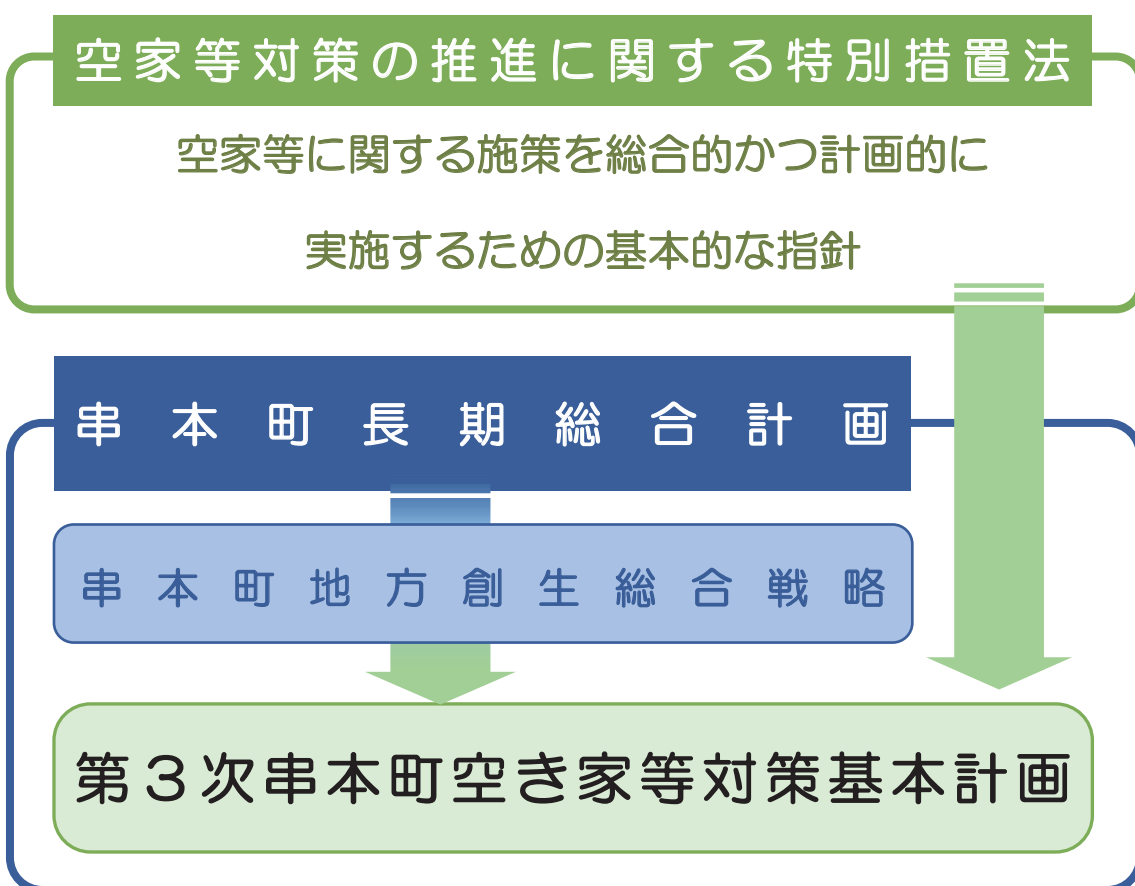 空家等対策の推進に関する特別措置法
空家等に関する施策を総合的かつ計画的に
実施するための基本的な指針
串本町長期総合計画
串本町地方創生総合戦略
第３次串本町空き家等対策基本計画